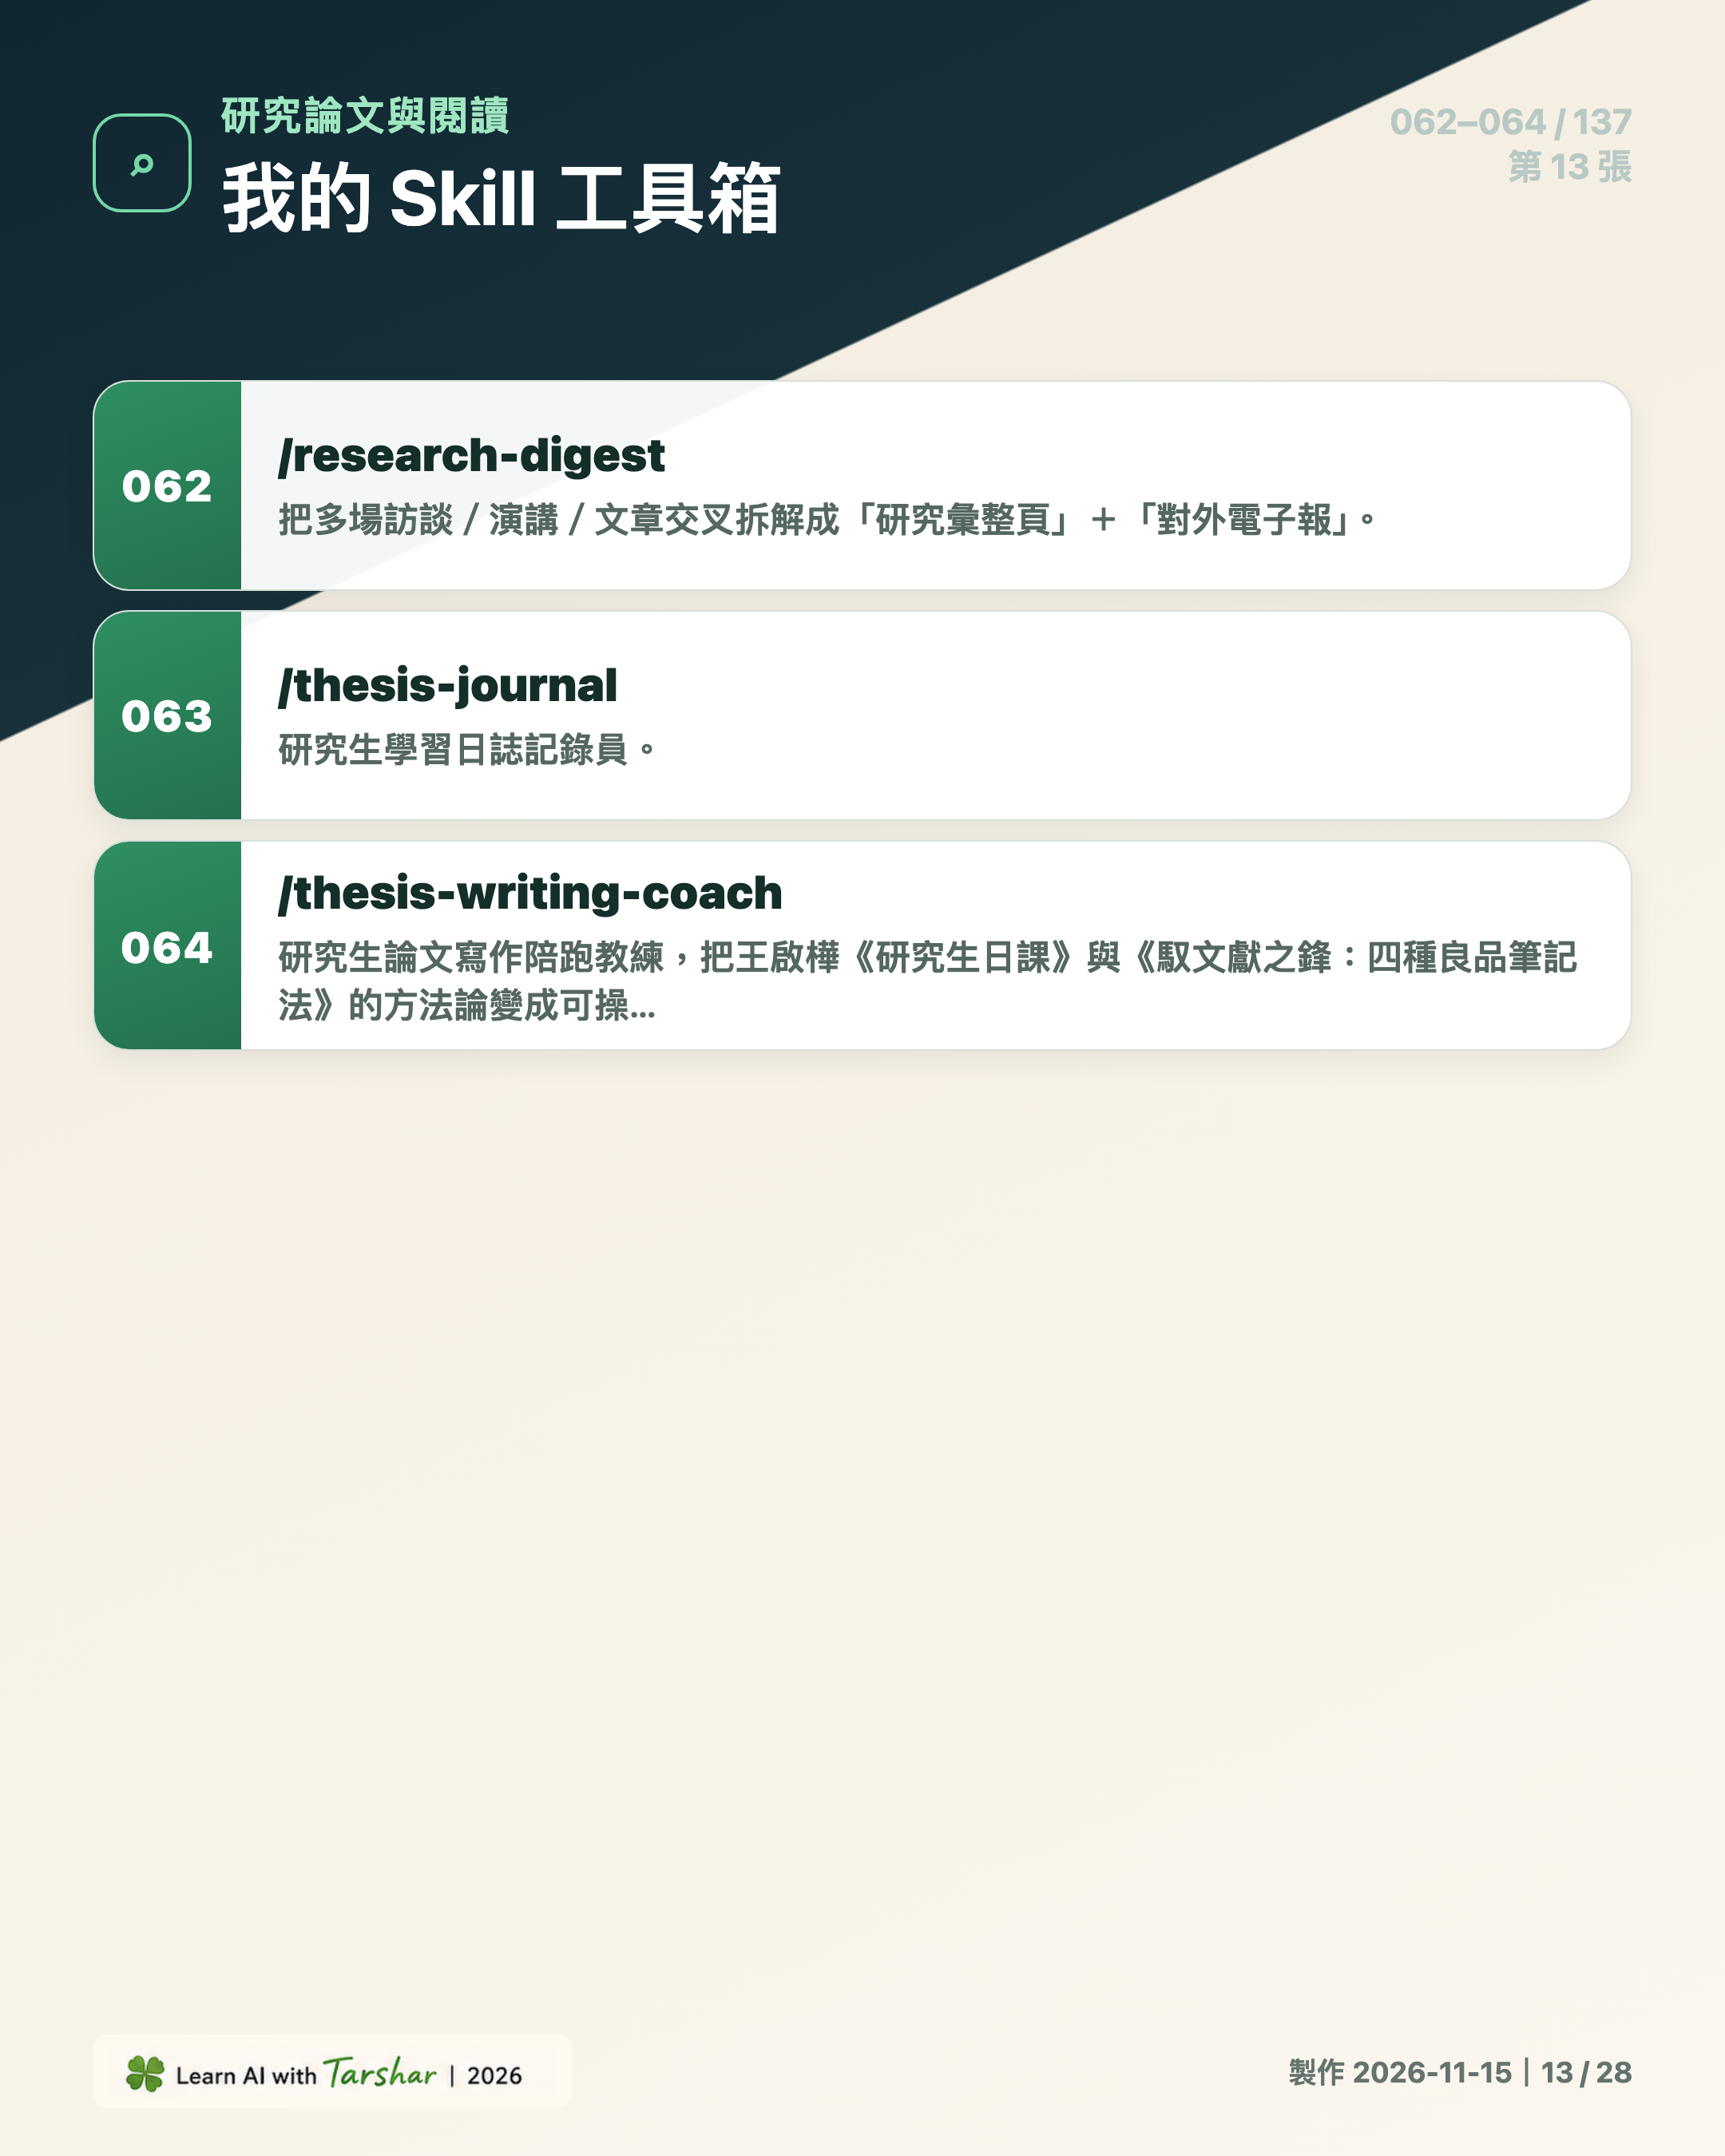 研究論文與閱讀
我的 Skill 工具箱
062–064 / 137
第 13 張
062
/research-digest
把多場訪談 / 演講 / 文章交叉拆解成「研究彙整頁」＋「對外電子報」。
063
/thesis-journal
研究生學習日誌記錄員。
064
/thesis-writing-coach
研究生論文寫作陪跑教練，把王啟樺《研究生日課》與《馭文獻之鋒：四種良品筆記
法》的方法論變成可操...
Learn AI with Tarshar | 2026
製作 2026-11-15｜13 / 28